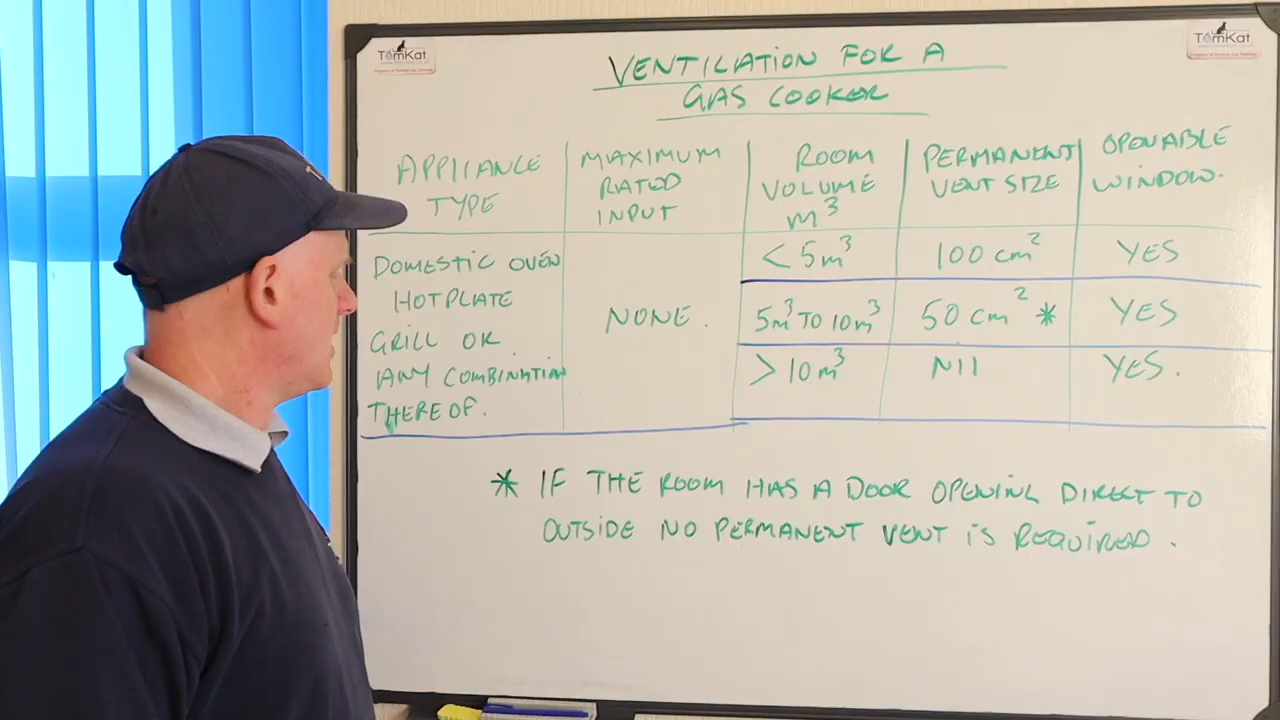 TomKat
TomKat
VENTILATION FOR A
GAS COOKER
APPLIANCE
TYPE
MAXIMUM
RATED
INPUT
ROOM
VOLUME
m³
PERMANENT
VENT SIZE
OPENABLE
WINDOW.
DOMESTIC OVEN
HOTPLATE
GRILL OR
ANY COMBINATION
THEREOF.
NONE.
< 5m³
100 cm²
YES
5m³ TO 10m³
50 cm² *
YES
> 10m³
Nil
YES.
* IF THE ROOM HAS A DOOR OPENING DIRECT TO
OUTSIDE NO PERMANENT VENT IS REQUIRED.